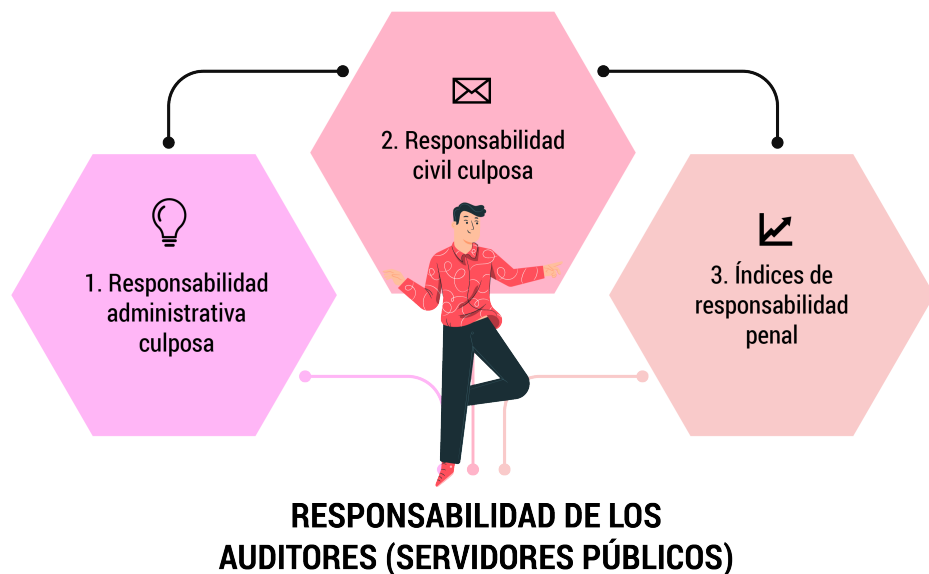 1. Responsabilidad
administrativa
culposa
2. Responsabilidad
civil culposa
3. Índices de
responsabilidad
penal
RESPONSABILIDAD DE LOS
AUDITORES (SERVIDORES PÚBLICOS)